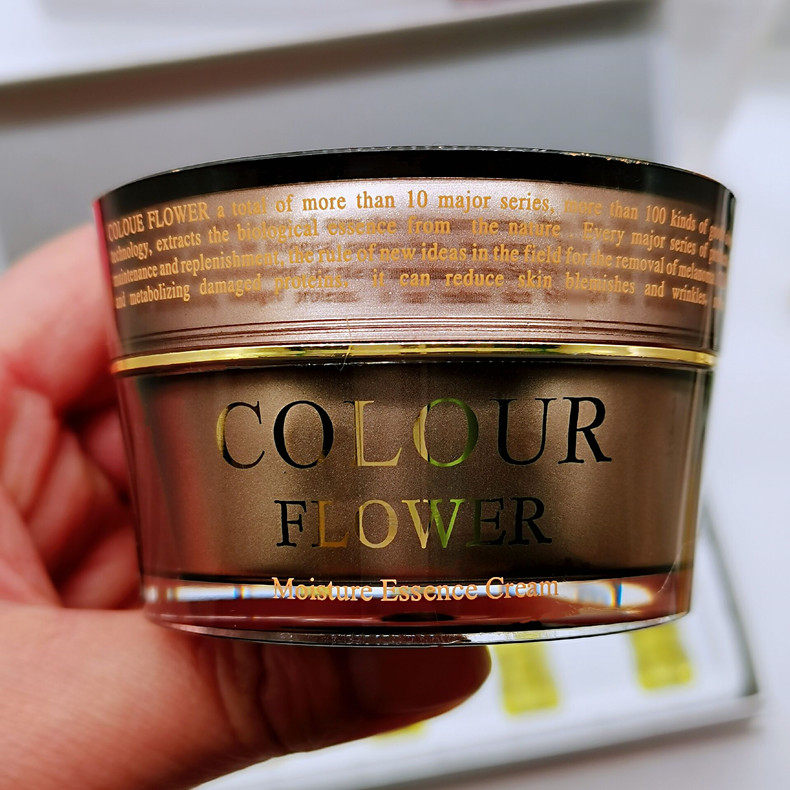 COLOUE FLOWER a total of more than 10 major series, more than 100 kinds of
technology, extracts the biological essence from the nature. Every major series of
maintenance and replenishment, the rule of new ideas in the field for the removal of
and metabolizing damaged proteins. it can reduce skin blemishes and wrinkles,
COLOUR
FLOWER
Moisture Essence Cream